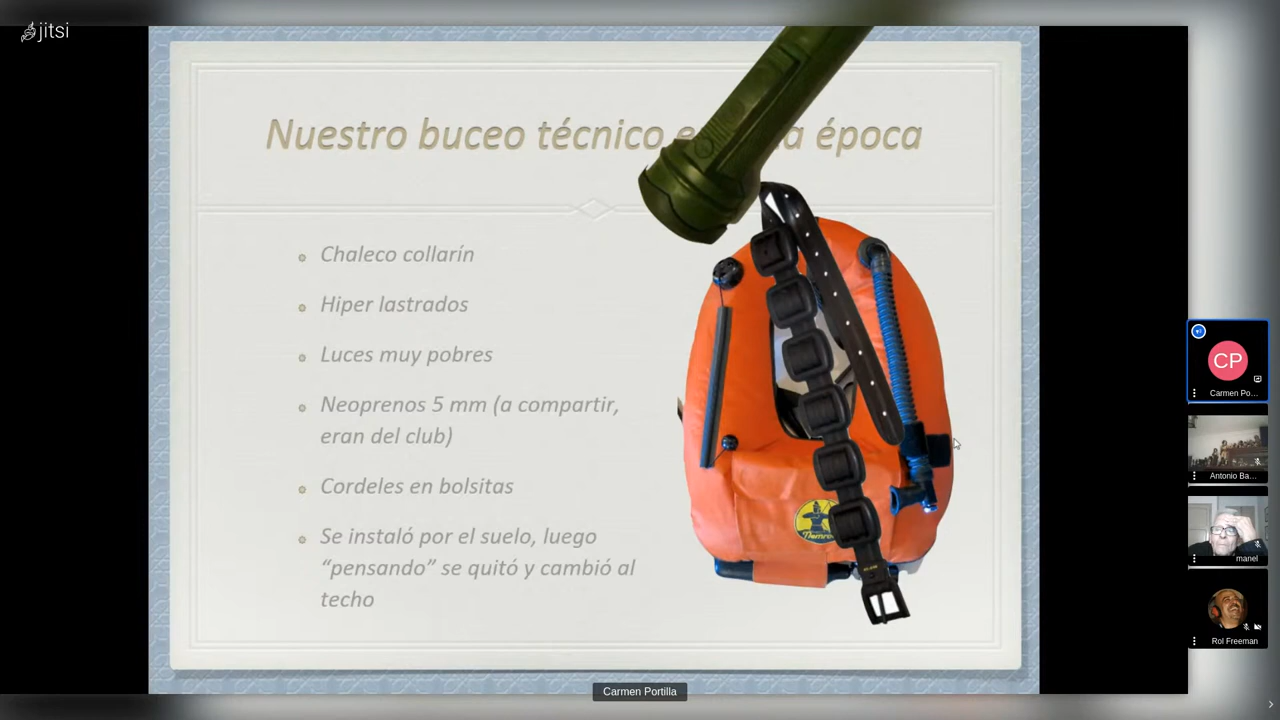 jitsi
Nuestro buceo técnico e a época
Chaleco collarín
Hiper lastrados
Luces muy pobres
Neoprenos 5 mm (a compartir,
eran del club)
Cordeles en bolsitas
Se instaló por el suelo, luego
“pensando” se quitó y cambió al
techo
CP
Carmen Po...
Antonio Ba...
manel
Rol Freeman
Carmen Portilla